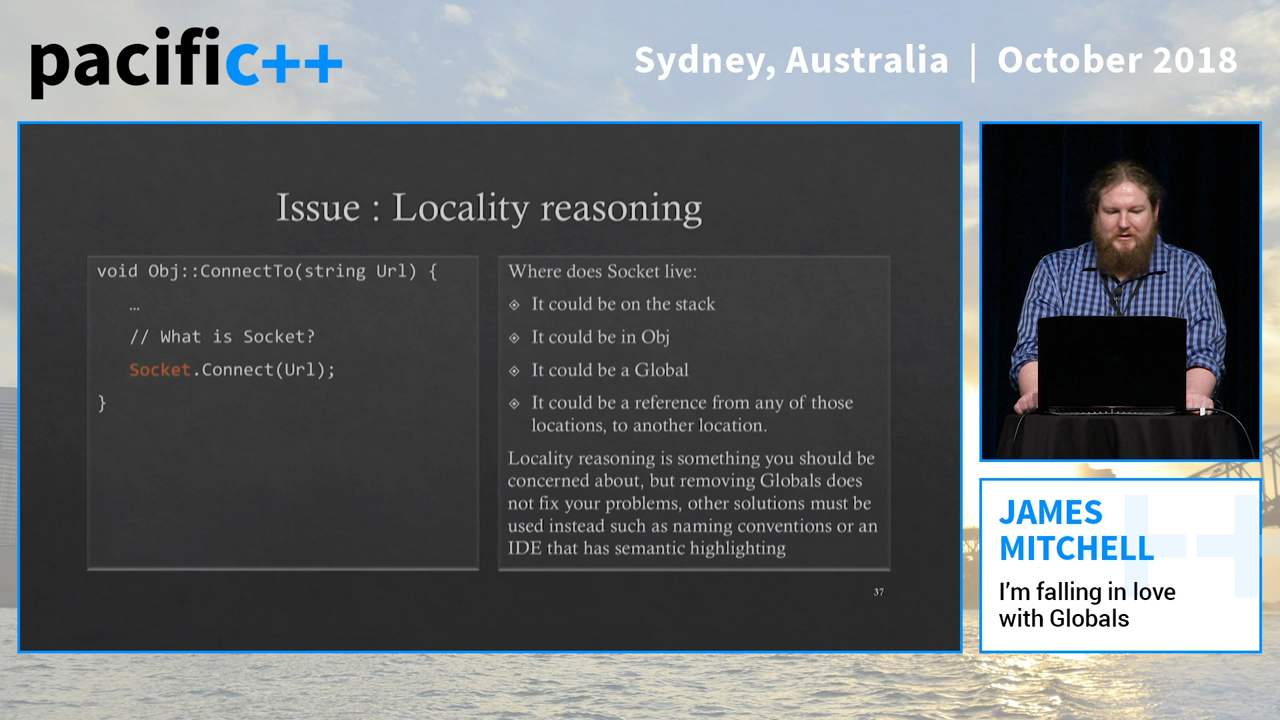 pacific++
Sydney, Australia | October 2018
Issue : Locality reasoning
void Obj::ConnectTo(string Url) {
…
// What is Socket?
Socket.Connect(Url);
}
Where does Socket live:
It could be on the stack
It could be in Obj
It could be a Global
It could be a reference from any of those
locations, to another location.
Locality reasoning is something you should be
concerned about, but removing Globals does
not fix your problems, other solutions must be
used instead such as naming conventions or an
IDE that has semantic highlighting
37
JAMES
MITCHELL
I'm falling in love
with Globals